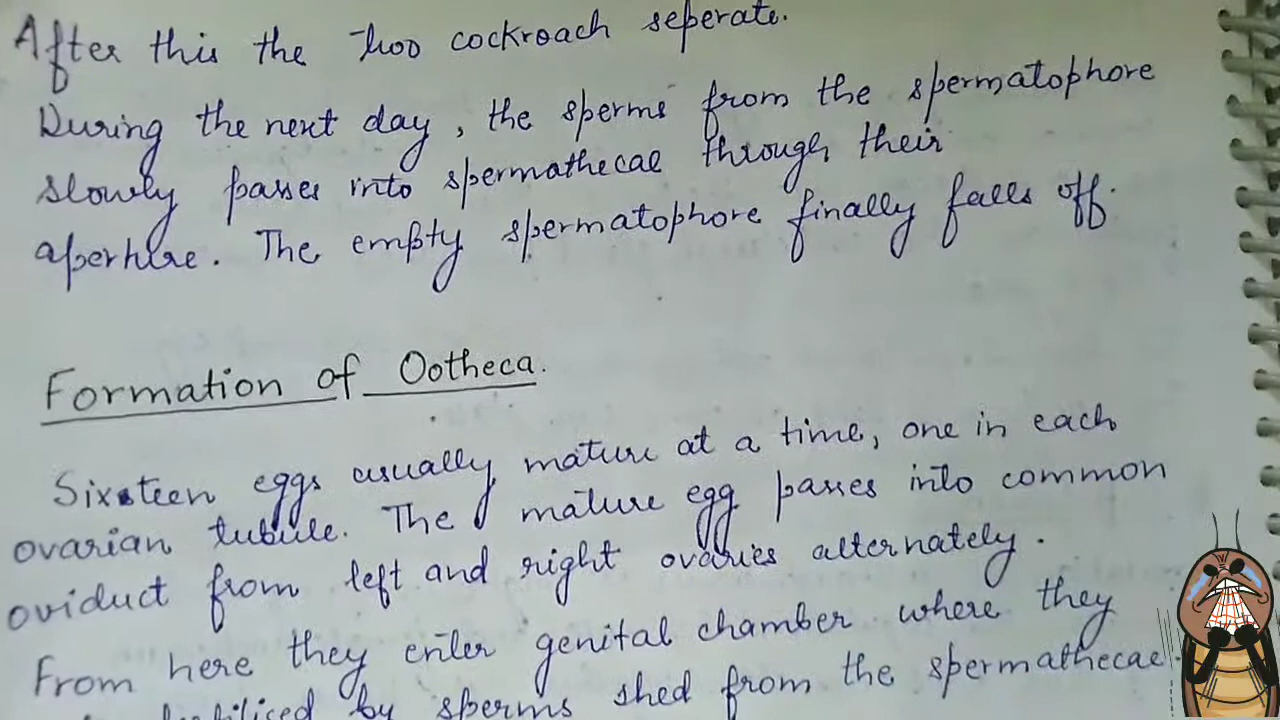 After this the two cockroach seperate.
During the next day, the sperms from the spermatophore
slowly passes into spermathecae through their
aperture. The empty spermatophore finally falls off.
Formation of Ootheca.
Sixteen eggs usually mature at a time, one in each
ovarian tubule. The mature egg passes into common
oviduct from left and right ovaries alternately.
From here they enter genital chamber where they
by sperms shed from the spermathecae